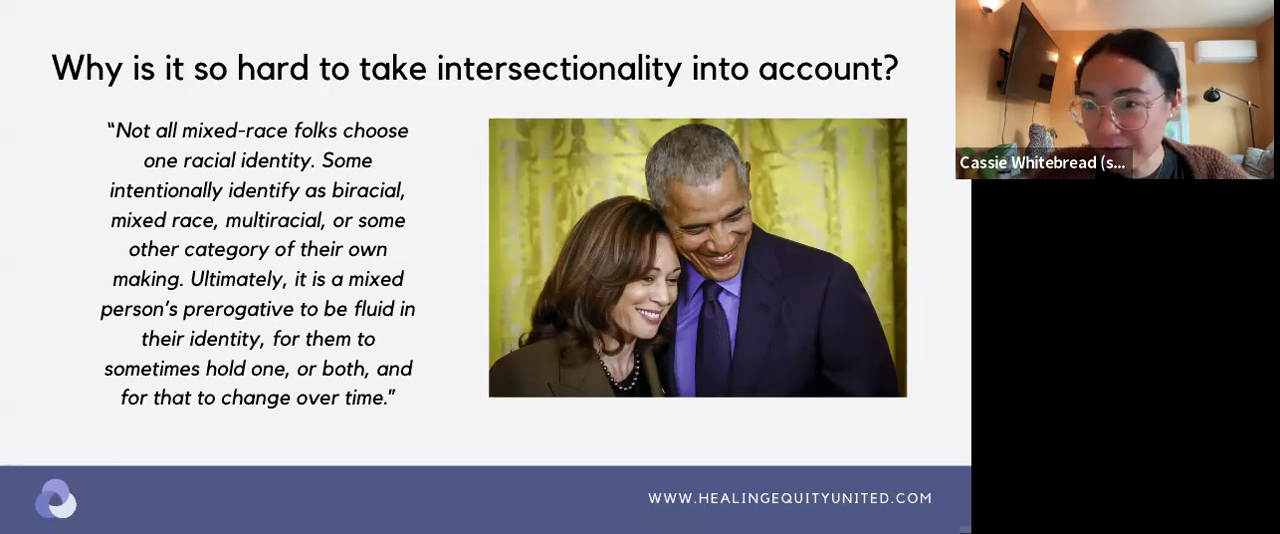 Why is it so hard to take intersectionality into account?
“Not all mixed-race folks choose
one racial identity. Some
intentionally identify as biracial,
mixed race, multiracial, or some
other category of their own
making. Ultimately, it is a mixed
person’s prerogative to be fluid in
their identity, for them to
sometimes hold one, or both, and
for that to change over time.”
Cassie Whitebread (s...
WWW.HEALINGEQUITYUNITED.COM